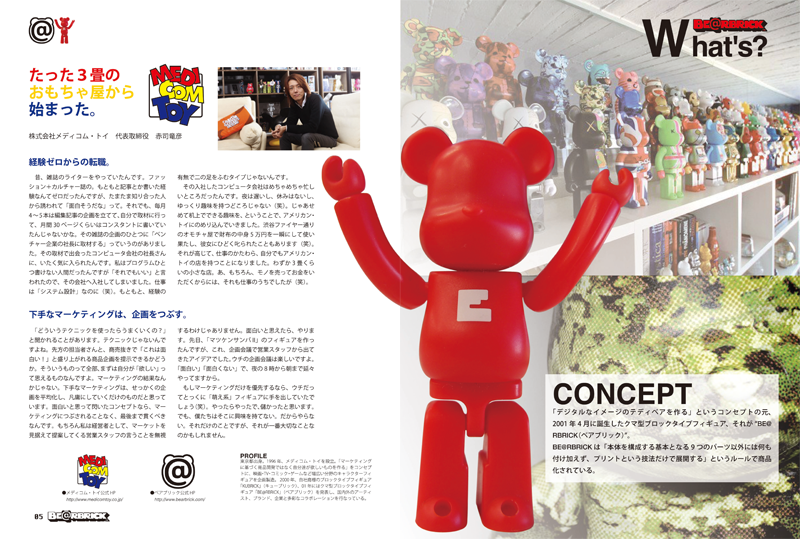 @
たった３畳の
おもちゃ屋から
始まった。
MEDI
COM
TOY
株式会社メディコム・トイ　代表取締役　赤司竜彦
経験ゼロからの転職。
昔、雑誌のライターをやっていたんです。ファッ
ション＋カルチャー誌の。もともと記事とか書いた経
験なんてゼロだったんですが、たまたま知り合った人
から誘われて「面白そうだな」って。それでも、毎月
4〜5本は編集記事の企画を立てて、自分で取材に行っ
て、月間 30 ページくらいはコンスタントに書いてい
たんじゃないかな。その雑誌の企画のひとつに「ベン
チャー企業の社長に取材する」っていうのがありまし
た。その取材で出会ったコンピュータ会社の社長さん
に、いたく気に入られたんです。私はプログラムひと
つ書けない人間だったんですが「それでもいい」と言
われたので、その会社へ入社してしまいました。仕事
は「システム設計」なのに（笑）。もともと、経験の
有無で二の足をふむタイプじゃないんです。
その入社したコンピュータ会社はめちゃめちゃ忙し
いところだったんです。夜は遅いし、休みはないし、
ゆっくり趣味を持つどころじゃない（笑）。じゃあせ
めて机上でできる趣味を、ということで、アメリカン・
トイにのめり込んでいきました。渋谷ファイヤー通り
のオモチャ屋で財布の中身５万円を一瞬にして使い
果たし、彼女にひどく叱られたこともあります（笑）。
それが高じて、仕事のかたわら、自分でもアメリカン・
トイの店を持つことになりました。わずか３畳くら
いの小さな店。あ、もちろん、モノを売ってお金をい
ただくからには、それも仕事のうちでしたが（笑）。
下手なマーケティングは、企画をつぶす。
「どういうテクニックを使ったらうまくいくの？」
と聞かれることがあります。テクニックじゃないんで
すよね。先方の担当者さんと、商売抜きで「これは面
白い！」と盛り上がれる商品企画を提示できるかどう
か。そういうものって全部、まずは自分が「欲しい」っ
て思えるものなんですよ。マーケティングの結果なん
かじゃない。下手なマーケティングは、せっかくの企
画を平均化し、凡庸にしていくだけのものだと思って
います。面白いと思って閃いたコンセプトなら、マー
ケティングにつぶされることなく、最後まで貫くべき
なんです。もちろん私は経営者として、マーケットを
見据えて提案してくる営業スタッフの言うことを無視
するわけじゃありません。面白いと思えたら、やりま
す。先日、「マツケンサンバⅡ」のフィギュアを作っ
たんですが、これ、企画会議で営業スタッフから出て
きたアイデアでした。ウチの企画会議は楽しいですよ。
「面白い」「面白くない」で、夜の８時から朝まで延々
やってますから。
もしマーケティングだけを優先するなら、ウチだっ
てとっくに「萌え系」フィギュアに手を出していたで
しょう（笑）。やったらやったで、儲かったと思います。
でも、僕たちはそこに興味を持てない。だからやらな
い。それだけのことですが、それが一番大切なことな
のかもしれません。
MEDI
COM
TOY
●メディコム・トイ公式HP
http://www.medicomtoy.co.jp/
@
●ベアブリック公式HP
http://www.bearbrick.com/
PROFILE
05 BE@RBRICK
BE@RBRICK
What's?
CONCEPT
「デジタルなイメージのテディベアを作る」というコンセプトの元、
2001 年４月に誕生したクマ型ブロックタイプフィギュア、それが "BE@
RBRICK(ベアブリック)"。
BE@RBRICK は「本体を構成する基本となる９つのパーツ以外には何も
付け加えず、プリントという技法だけで展開する」というルールで商品
化されている。